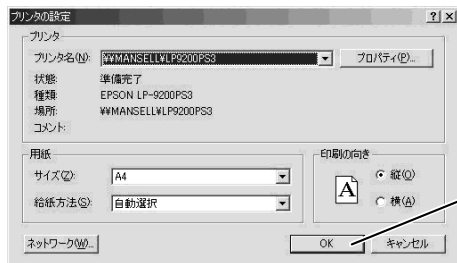 プリンタの設定
? ×
プリンタ
プリンタ名(N): ¥¥MANSELL¥LP9200PS3 プロパティ(P)...
状態: 準備完了
種類: EPSON LP-9200PS3
場所: ¥¥MANSELL¥LP9200PS3
コメント:
用紙
サイズ(Z): A4
給紙方法(S): 自動選択
印刷の向き
A
縦(O)
横(A)
ネットワーク(W)... OK キャンセル